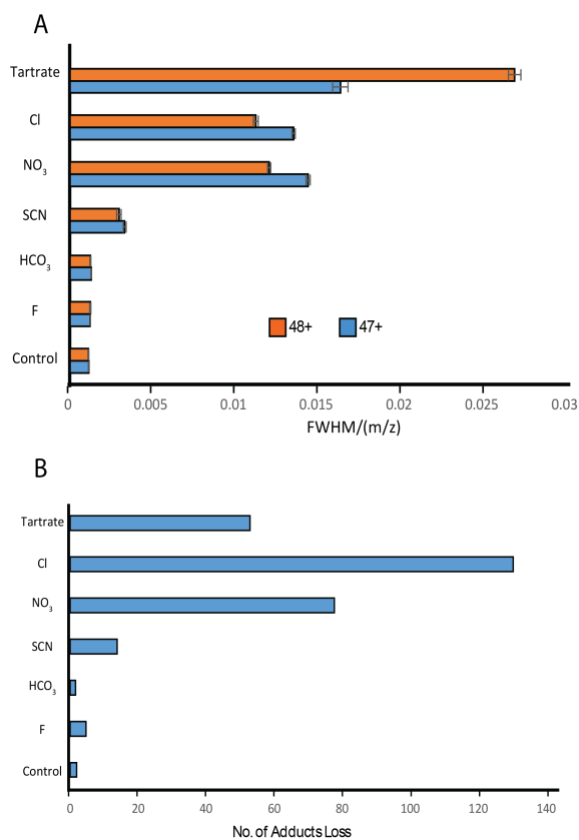 A
Tartrate
Cl
NO3
SCN
HCO3
F
Control
48+ 47+
0 0.005 0.01 0.015 0.02 0.025 0.03
FWHM/(m/z)
B
Tartrate
Cl
NO3
SCN
HCO3
F
Control
0 20 40 60 80 100 120 140
No. of Adducts Loss